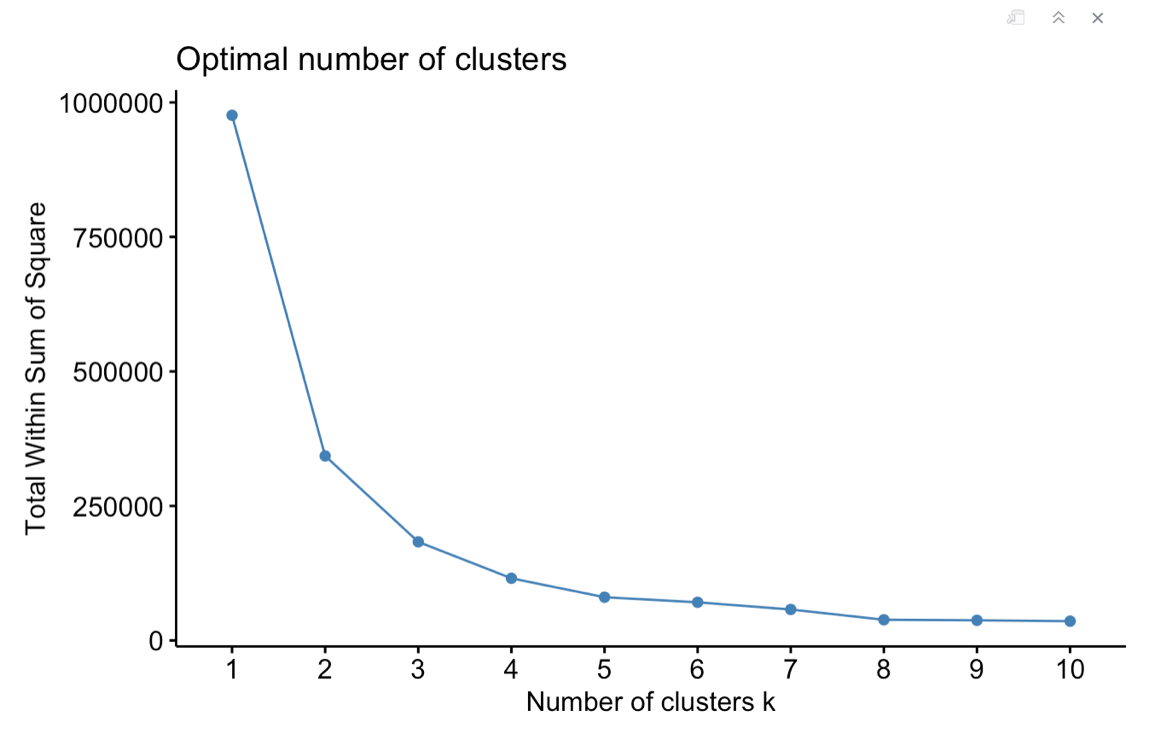 Optimal number of clusters
1000000
750000
500000
250000
0
Total Within Sum of Square
1 2 3 4 5 6 7 8 9 10
Number of clusters k